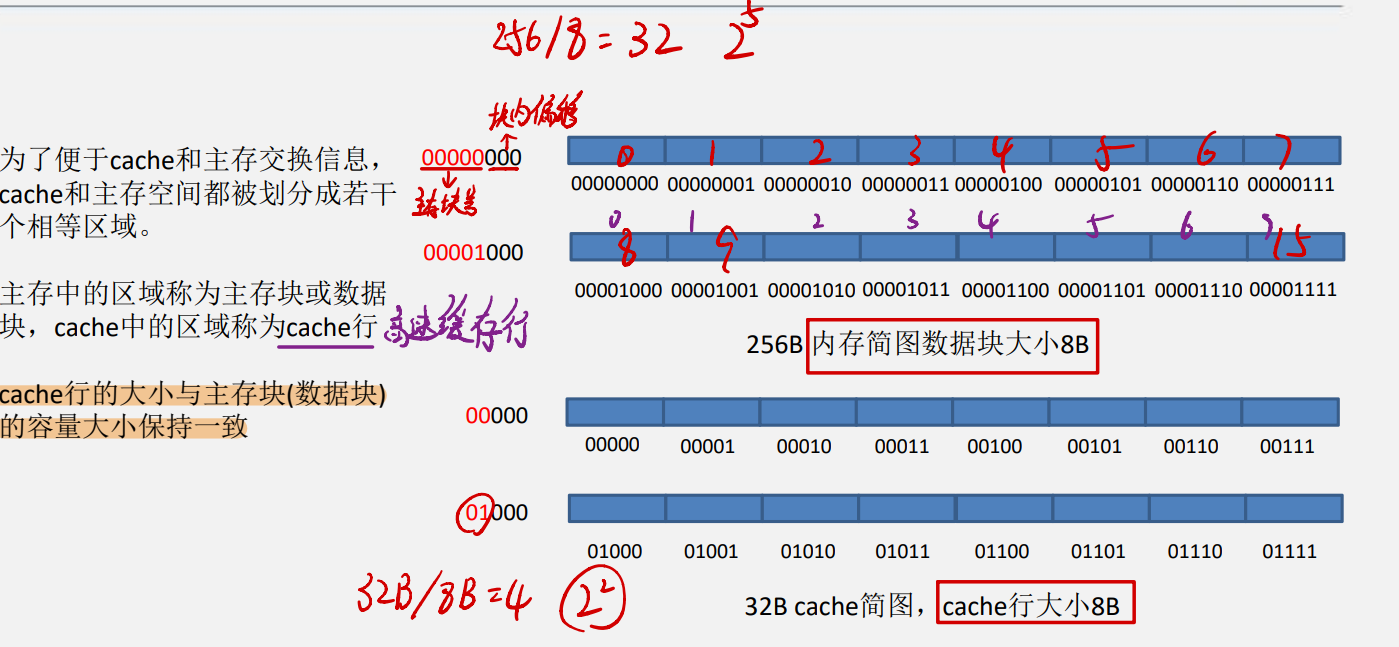 256/8=32 2^5
块内偏移
为了便于cache和主存交换信息，
cache和主存空间都被划分成若干
个相等区域。
主存中的区域称为主存块或数据
块，cache中的区域称为cache行
高速缓存行
cache行的大小与主存块(数据块)
的容量大小保持一致
00000000
主存块号
0 1 2 3 4 5 6 7
00000000 00000001 00000010 00000011 00000100 00000101 00000110 00000111
0 1 2 3 4 5 6
00001000
8 9 15
00001000 00001001 00001010 00001011 00001100 00001101 00001110 00001111
256B 内存简图数据块大小8B
00000
00000 00001 00010 00011 00100 00101 00110 00111
01000
01000 01001 01010 01011 01100 01101 01110 01111
32B/8B=4 2^2
32B cache简图，cache行大小8B